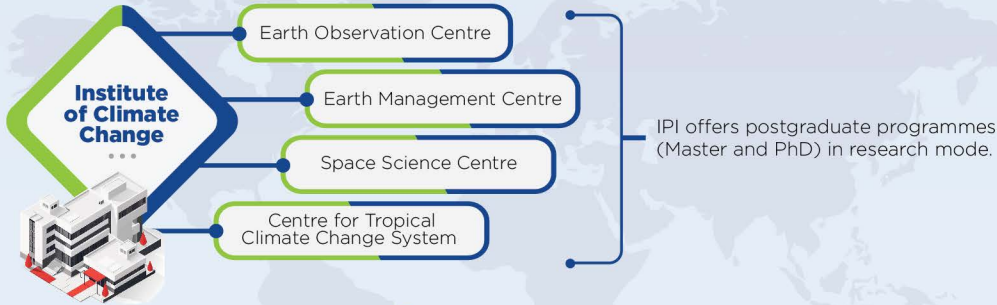 Institute
of Climate
Change
Earth Observation Centre
Earth Management Centre
Space Science Centre
Centre for Tropical
Climate Change System
IPI offers postgraduate programmes
(Master and PhD) in research mode.